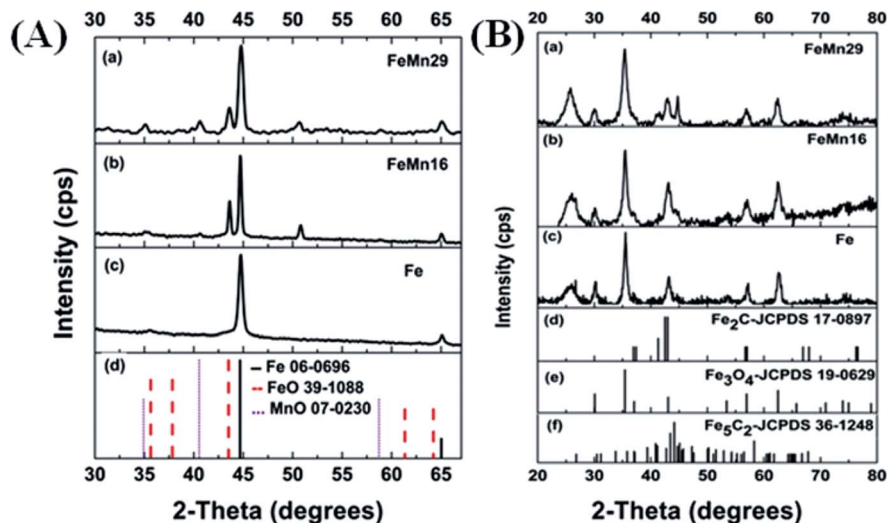 (A)
30 35 40 45 50 55 60 65
(a) FeMn29
(b) FeMn16
(c) Fe
(d)
Fe 06-0696
FeO 39-1088
MnO 07-0230
30 35 40 45 50 55 60 65
2-Theta (degrees)
Intensity (cps)
(B)
20 30 40 50 60 70 80
(a) FeMn29
(b) FeMn16
(c) Fe
(d) Fe₂C-JCPDS 17-0897
(e) Fe₃O₄-JCPDS 19-0629
(f) Fe₅C₂-JCPDS 36-1248
20 30 40 50 60 70 80
2-Theta (degrees)
Intensity (cps)